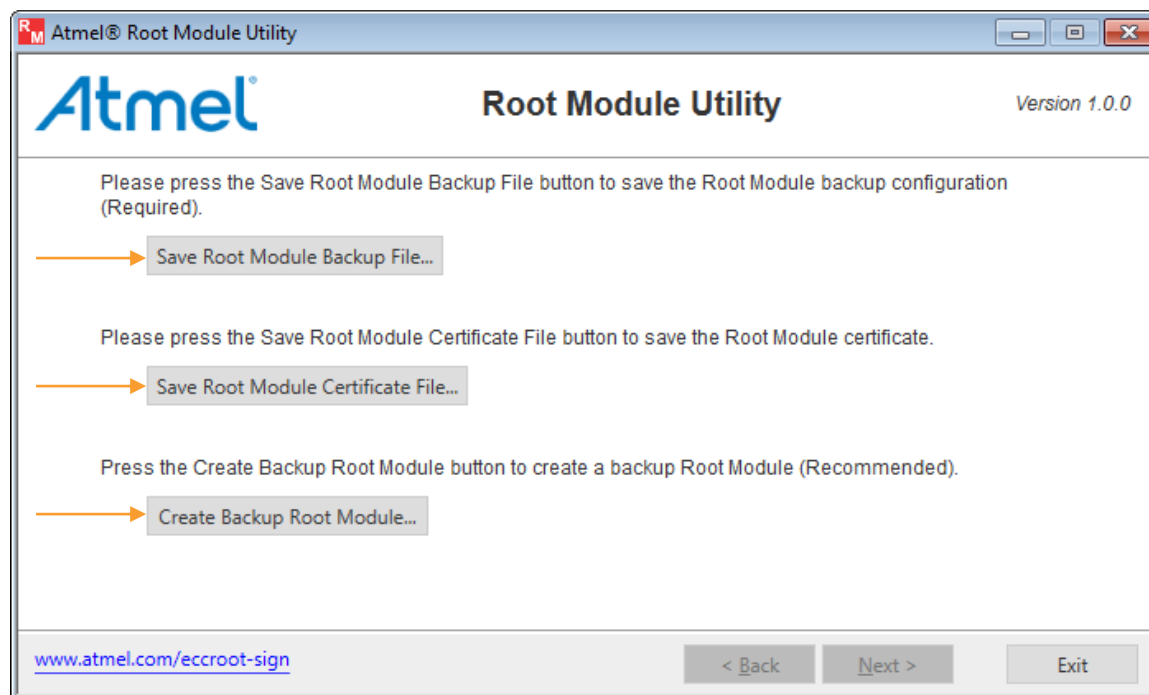 RM Atmel® Root Module Utility
Atmel® Root Module Utility Version 1.0.0
Please press the Save Root Module Backup File button to save the Root Module backup configuration
(Required).
Save Root Module Backup File...
Please press the Save Root Module Certificate File button to save the Root Module certificate.
Save Root Module Certificate File...
Press the Create Backup Root Module button to create a backup Root Module (Recommended).
Create Backup Root Module...
www.atmel.com/eccroot-sign < Back Next > Exit